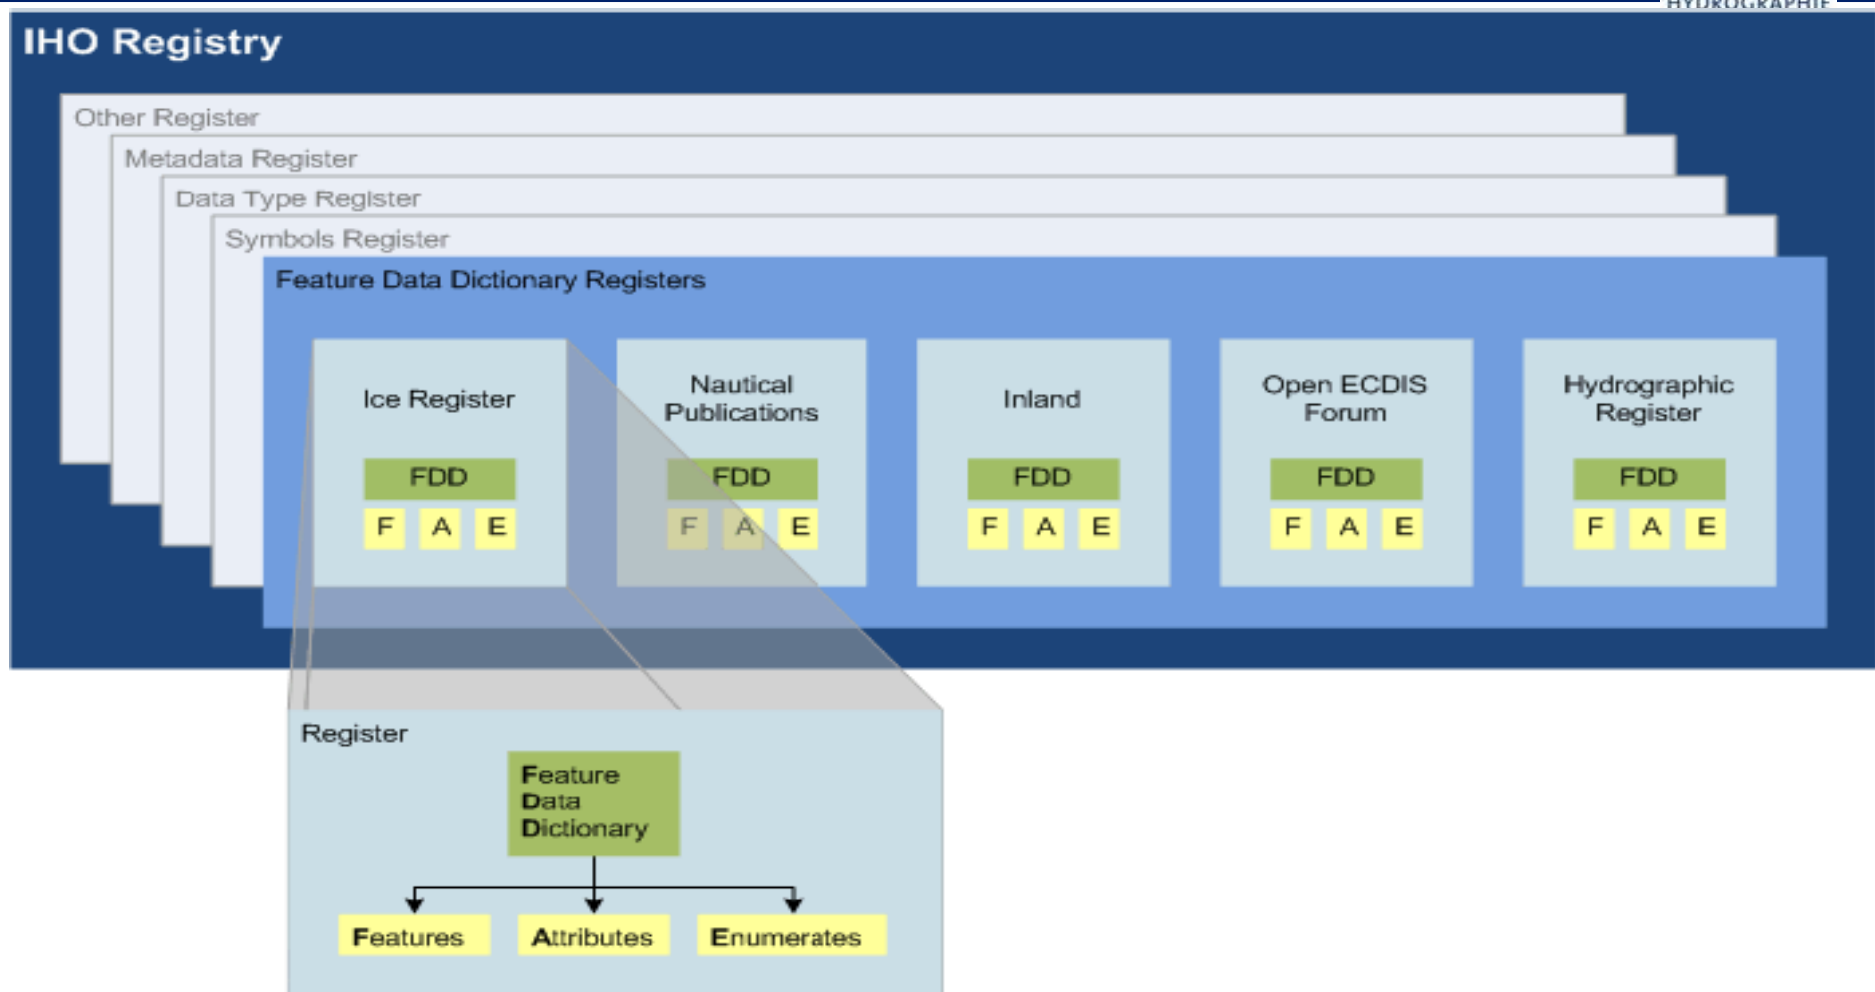 HYDROGRAPHIE
IHO Registry
Other Register
Metadata Register
Data Type Register
Symbols Register
Feature Data Dictionary Registers
Ice Register
FDD
F A E
Nautical
Publications
FDD
F A E
Inland
FDD
F A E
Open ECDIS
Forum
FDD
F A E
Hydrographic
Register
FDD
F A E
Register
Feature
Data
Dictionary
Features Attributes Enumerates